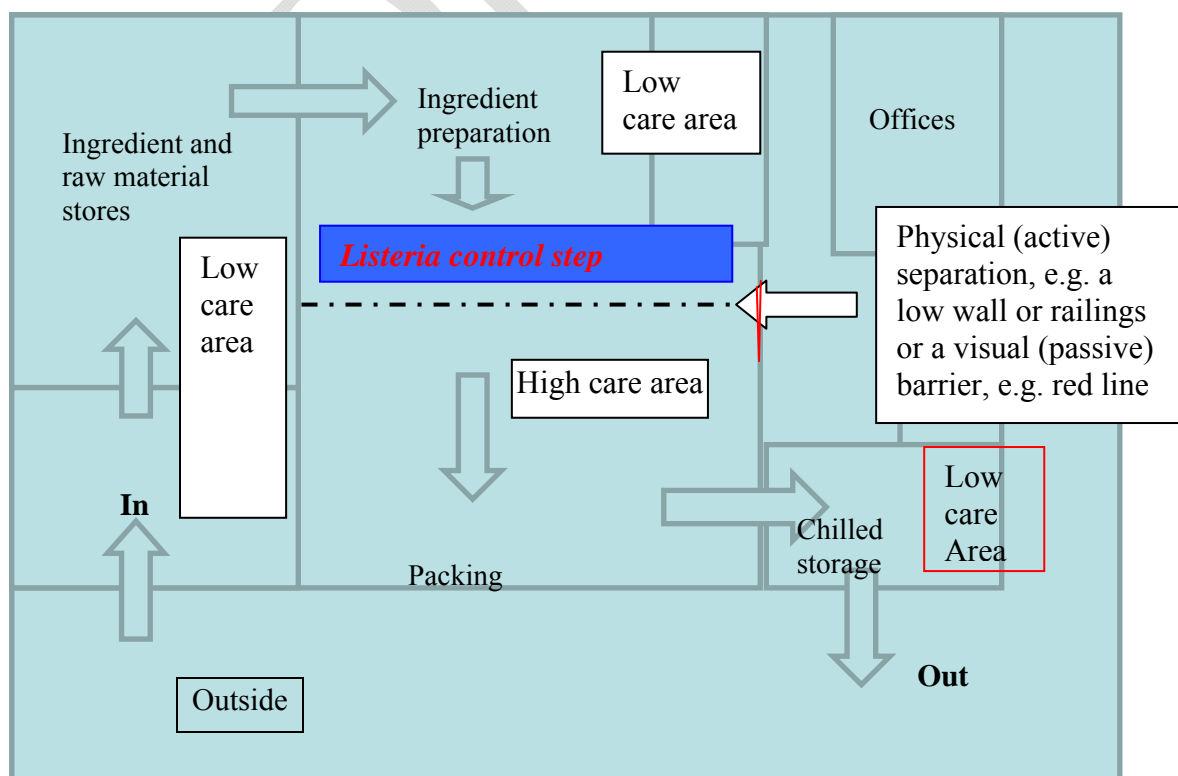 Ingredient and
raw material
stores
Ingredient
preparation
Low
care area
Offices
Listeria control step
Physical (active)
separation, e.g. a
low wall or railings
or a visual (passive)
barrier, e.g. red line
Low
care
area
High care area
In
Packing
Chilled
storage
Low
care
Area
Outside
Out